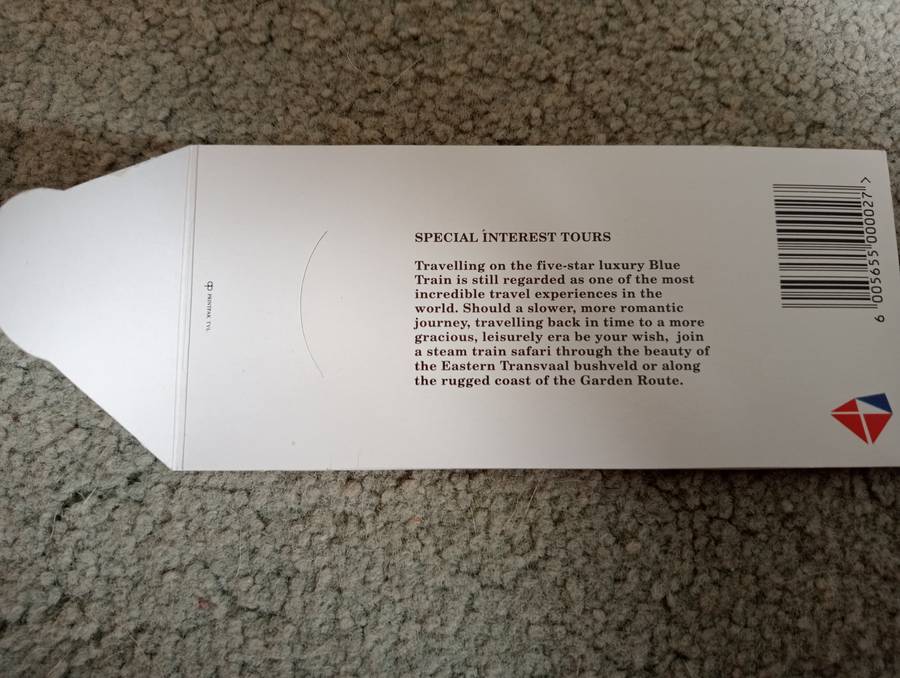 SPECIAL INTEREST TOURS
Travelling on the five-star luxury Blue
Train is still regarded as one of the most
incredible travel experiences in the
world. Should a slower, more romantic
journey, travelling back in time to a more
gracious, leisurely era be your wish, join
a steam train safari through the beauty of
the Eastern Transvaal bushveld or along
the rugged coast of the Garden Route.
PRINTPAK TVL
6 005655 000027 >